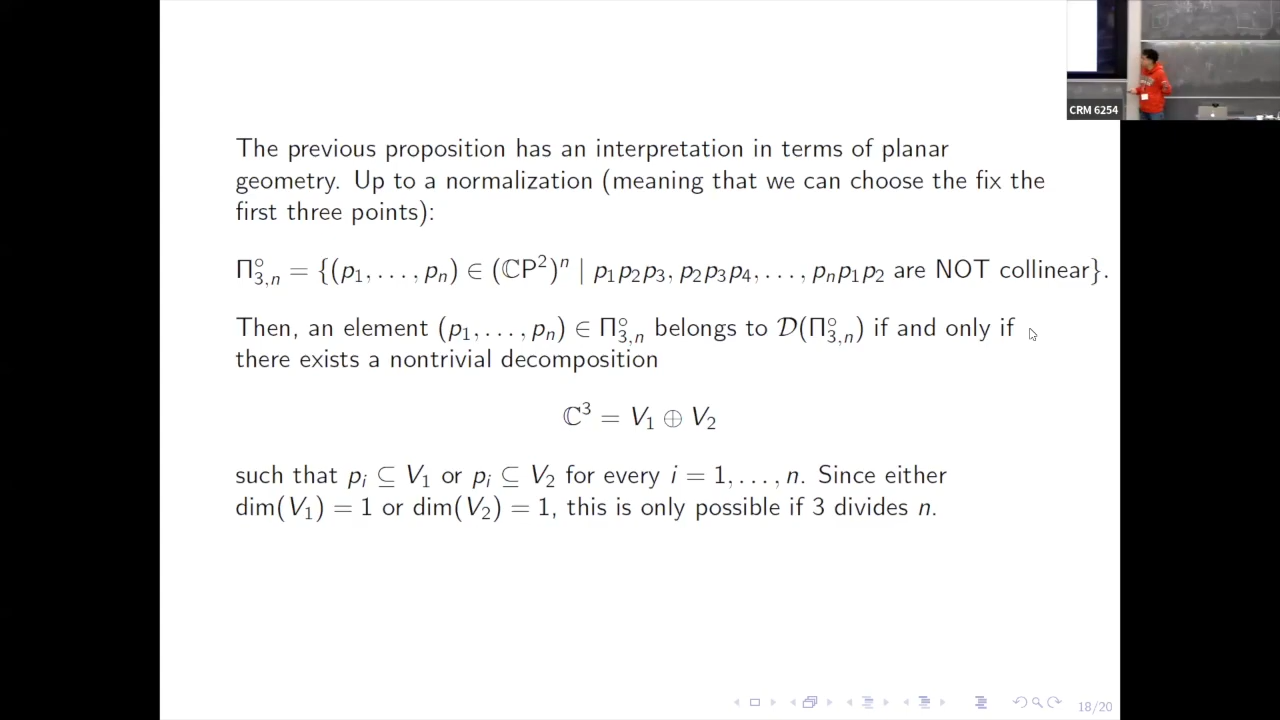 CRM 6254
The previous proposition has an interpretation in terms of planar
geometry. Up to a normalization (meaning that we can choose the fix the
first three points):
Π°₃,ₙ = {(p₁, . . . , pₙ) ∈ (ℂP²)ⁿ | p₁p₂p₃, p₂p₃p₄, . . . , pₙp₁p₂ are NOT collinear}.
Then, an element (p₁, . . . , pₙ) ∈ Π°₃,ₙ belongs to 𝒟(Π°₃,ₙ) if and only if
there exists a nontrivial decomposition
ℂ³ = V₁ ⊕ V₂
such that pᵢ ⊆ V₁ or pᵢ ⊆ V₂ for every i = 1, . . . , n. Since either
dim(V₁) = 1 or dim(V₂) = 1, this is only possible if 3 divides n.
18/20